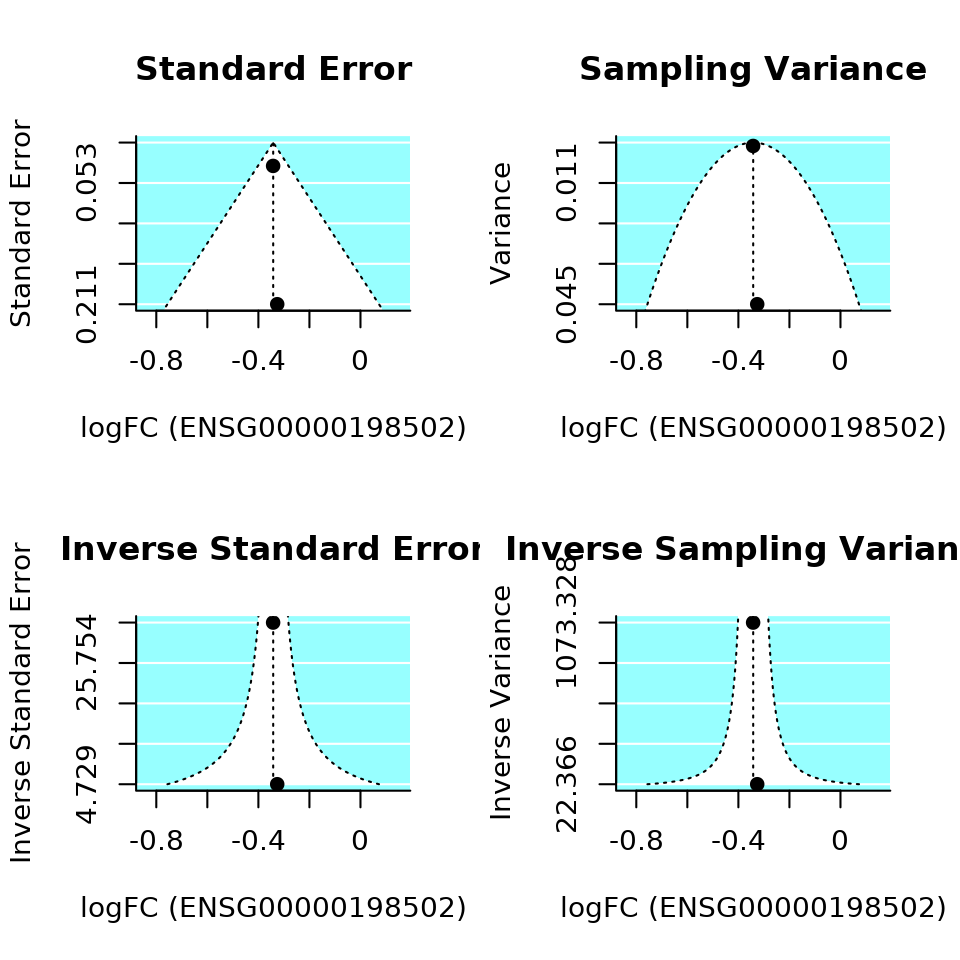 Standard Error
Standard Error
0.053
0.211
-0.8 -0.4 0
logFC (ENSG00000198502)
Sampling Variance
Variance
0.011
0.045
-0.8 -0.4 0
logFC (ENSG00000198502)
Inverse Standard Error
Inverse Standard Error
25.754
4.729
-0.8 -0.4 0
logFC (ENSG00000198502)
Inverse Sampling Varian
Inverse Variance
1073.328
22.366
-0.8 -0.4 0
logFC (ENSG00000198502)